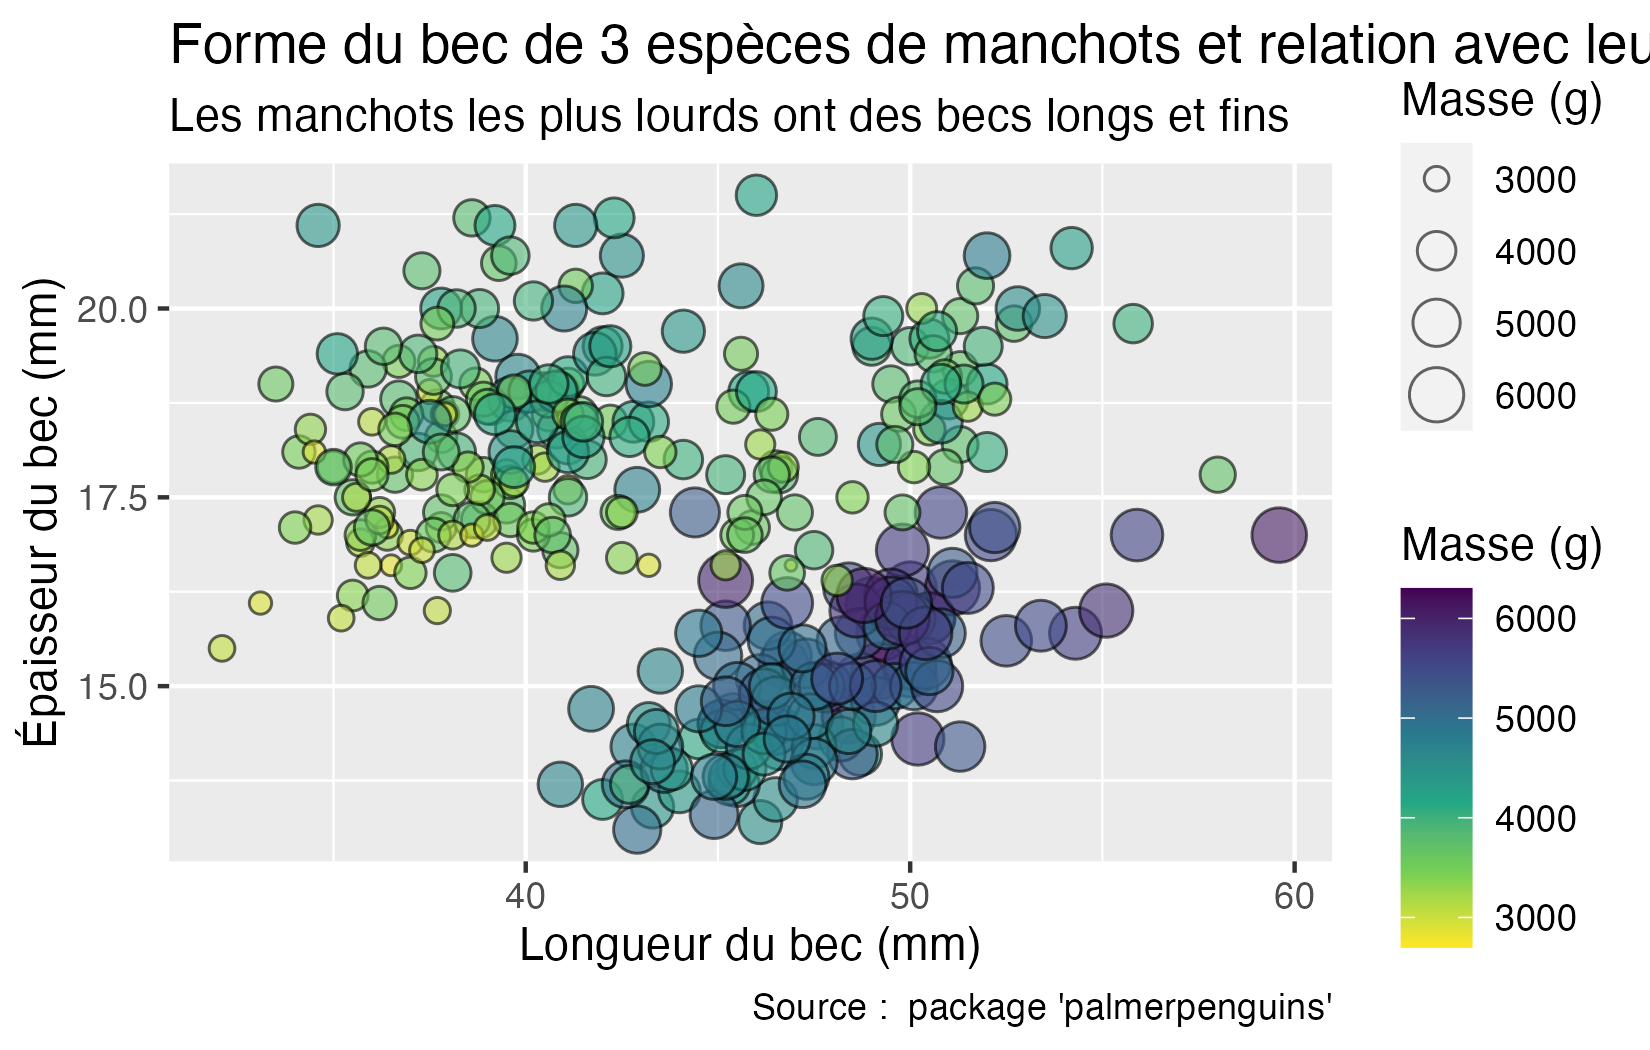 Forme du bec de 3 espèces de manchots et relation avec leu
Les manchots les plus lourds ont des becs longs et fins
Épaisseur du bec (mm)
20.0
17.5
15.0
40
50
60
Longueur du bec (mm)
Source :  package 'palmerpenguins'
Masse (g)
3000
4000
5000
6000
Masse (g)
6000
5000
4000
3000